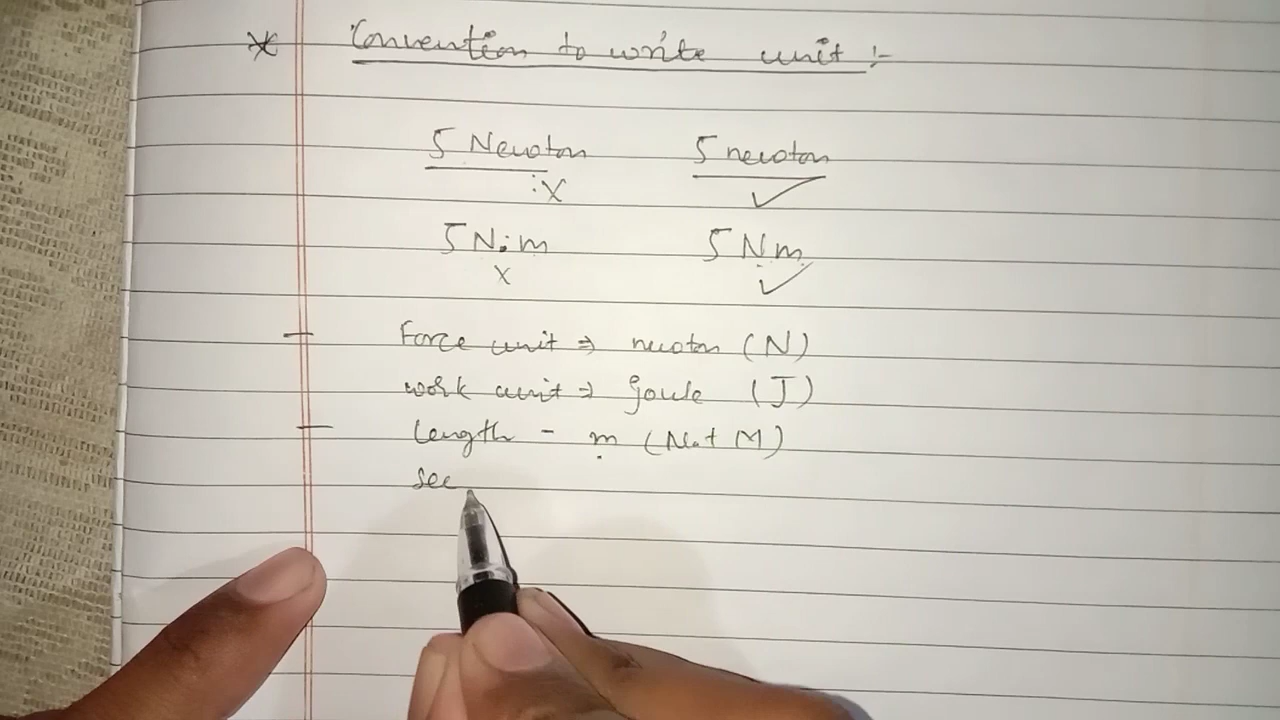 * Convention to write unit :-
5 Newton 5 newton
X ✓
5 N.m 5 Nm
X ✓
Force unit ⇒ newton (N)
work unit ⇒ joule (J)
Length - m (Not M)
sec